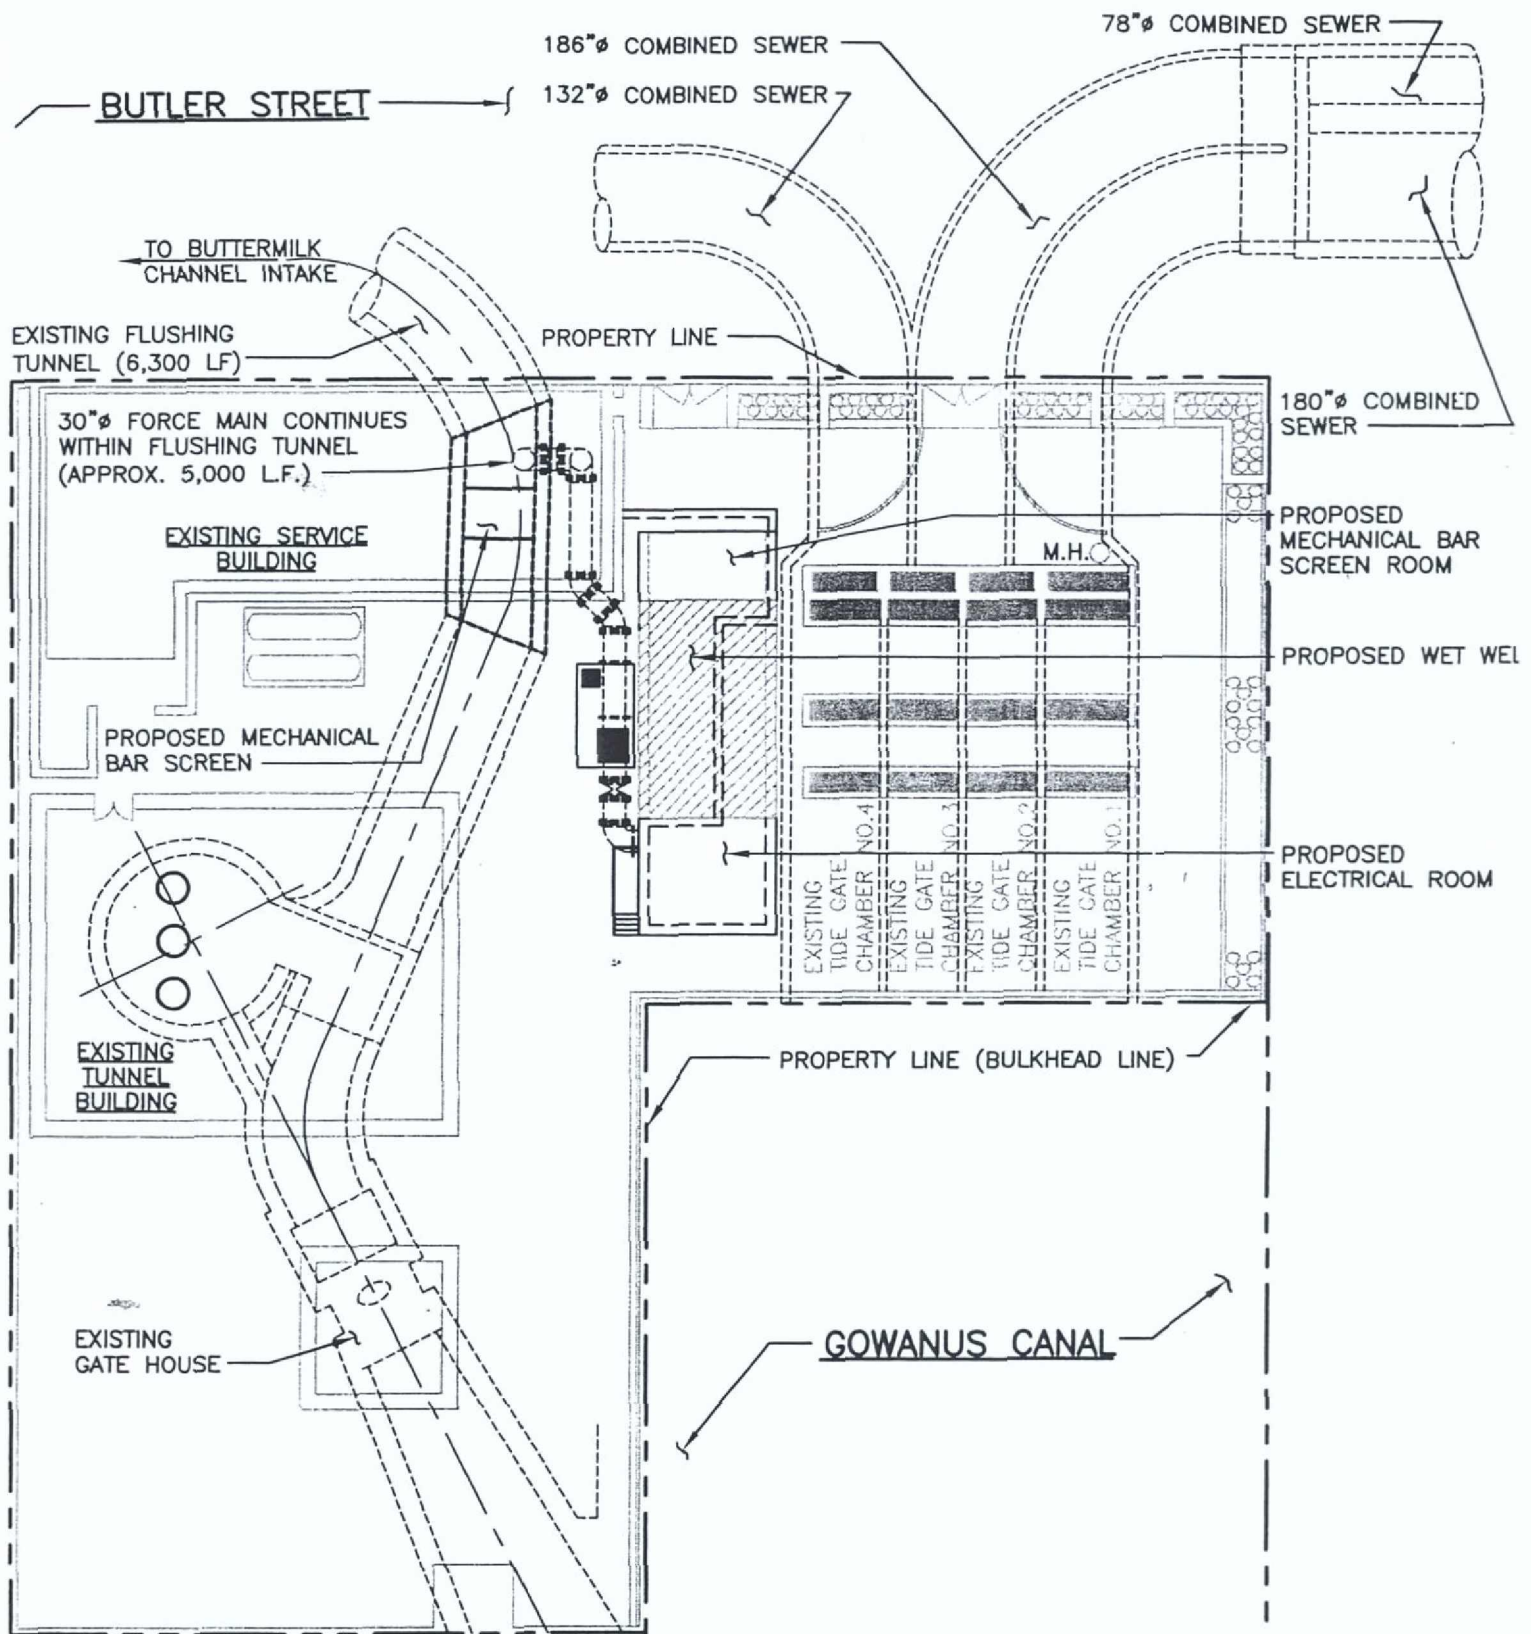 78"ø COMBINED SEWER
186"ø COMBINED SEWER
132"ø COMBINED SEWER
BUTLER STREET
TO BUTTERMILK
CHANNEL INTAKE
EXISTING FLUSHING
TUNNEL (6,300 LF)
PROPERTY LINE
30"ø FORCE MAIN CONTINUES
WITHIN FLUSHING TUNNEL
(APPROX. 5,000 L.F.)
180"ø COMBINED
SEWER
EXISTING SERVICE
BUILDING
PROPOSED
MECHANICAL BAR
SCREEN ROOM
M.H.
PROPOSED WET WEL
PROPOSED MECHANICAL
BAR SCREEN
PROPOSED
ELECTRICAL ROOM
EXISTING
TIDE GATE
CHAMBER NO.4
EXISTING
TIDE GATE
CHAMBER NO.3
EXISTING
TIDE GATE
CHAMBER NO.2
EXISTING
TIDE GATE
CHAMBER NO.1
EXISTING
TUNNEL
BUILDING
PROPERTY LINE (BULKHEAD LINE)
EXISTING
GATE HOUSE
GOWANUS CANAL